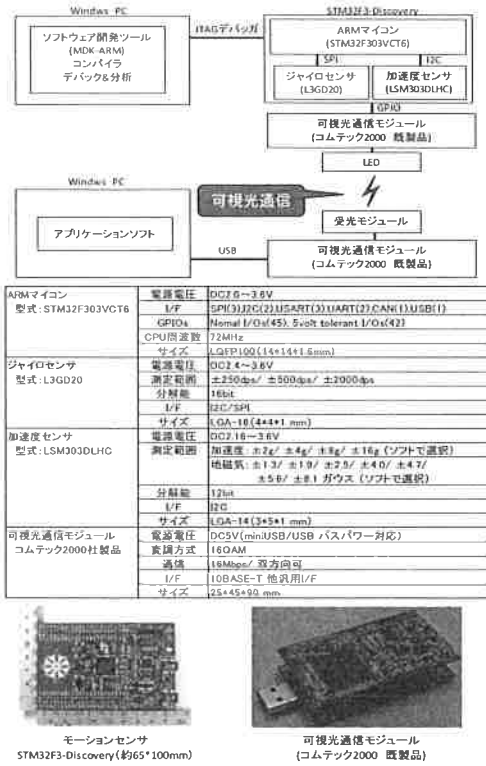 Windows PC
ソフトウェア開発ツール
(MDK-ARM)
コンパイラ
デバック&分析
JTAGデバッガ
STM32F3-Discovery
ARMマイコン
(STM32F303VCT6)
SPI
I2C
ジャイロセンサ
(L3GD20)
加速度センサ
(LSM303DLHC)
GPIO
可視光通信モジュール
(コムテック2000 既製品)
LED
可視光通信
受光モジュール
Windws PC
アプリケーションソフト
USB
可視光通信モジュール
(コムテック2000 既製品)
ARMマイコン
型式:STM32F303VCT6
電源電圧 DC2.0~3.6V
I/F SPI(3)I2C(2)USART(3)UART(2)CAN(1)USB(1)
GPIOs Nomal I/Os(45), 5volt tolerant I/Os(42)
CPU周波数 72MHz
サイズ LQFP100(14*14*1.6mm)
ジャイロセンサ
型式:L3GD20
電源電圧 DC2.4~3.6V
測定範囲 ±250dps/ ±500dps/ ±2000dps
分解能 16bit
I/F I2C/SPI
サイズ LGA-16(4*4*1 mm)
加速度センサ
型式:LSM303DLHC
電源電圧 DC2.16~3.6V
測定範囲 加速度:±2g/ ±4g/ ±8g/ ±16g (ソフトで選択)
地磁気:±1.3/ ±1.9/ ±2.5/ ±4.0/ ±4.7/
±5.6/ ±8.1 ガウス (ソフトで選択)
分解能 12bit
I/F I2C
サイズ LGA-14(3*5*1 mm)
可視光通信モジュール
コムテック2000社製品
電源電圧 DC5V(miniUSB/USB バスパワー対応)
変調方式 16QAM
通信 16Mbps/ 双方向可
I/F 10BASE-T 他汎用I/F
サイズ 25*45*90 mm
モーションセンサ
STM32F3-Discovery(約65*100mm)
可視光通信モジュール
(コムテック2000 既製品)